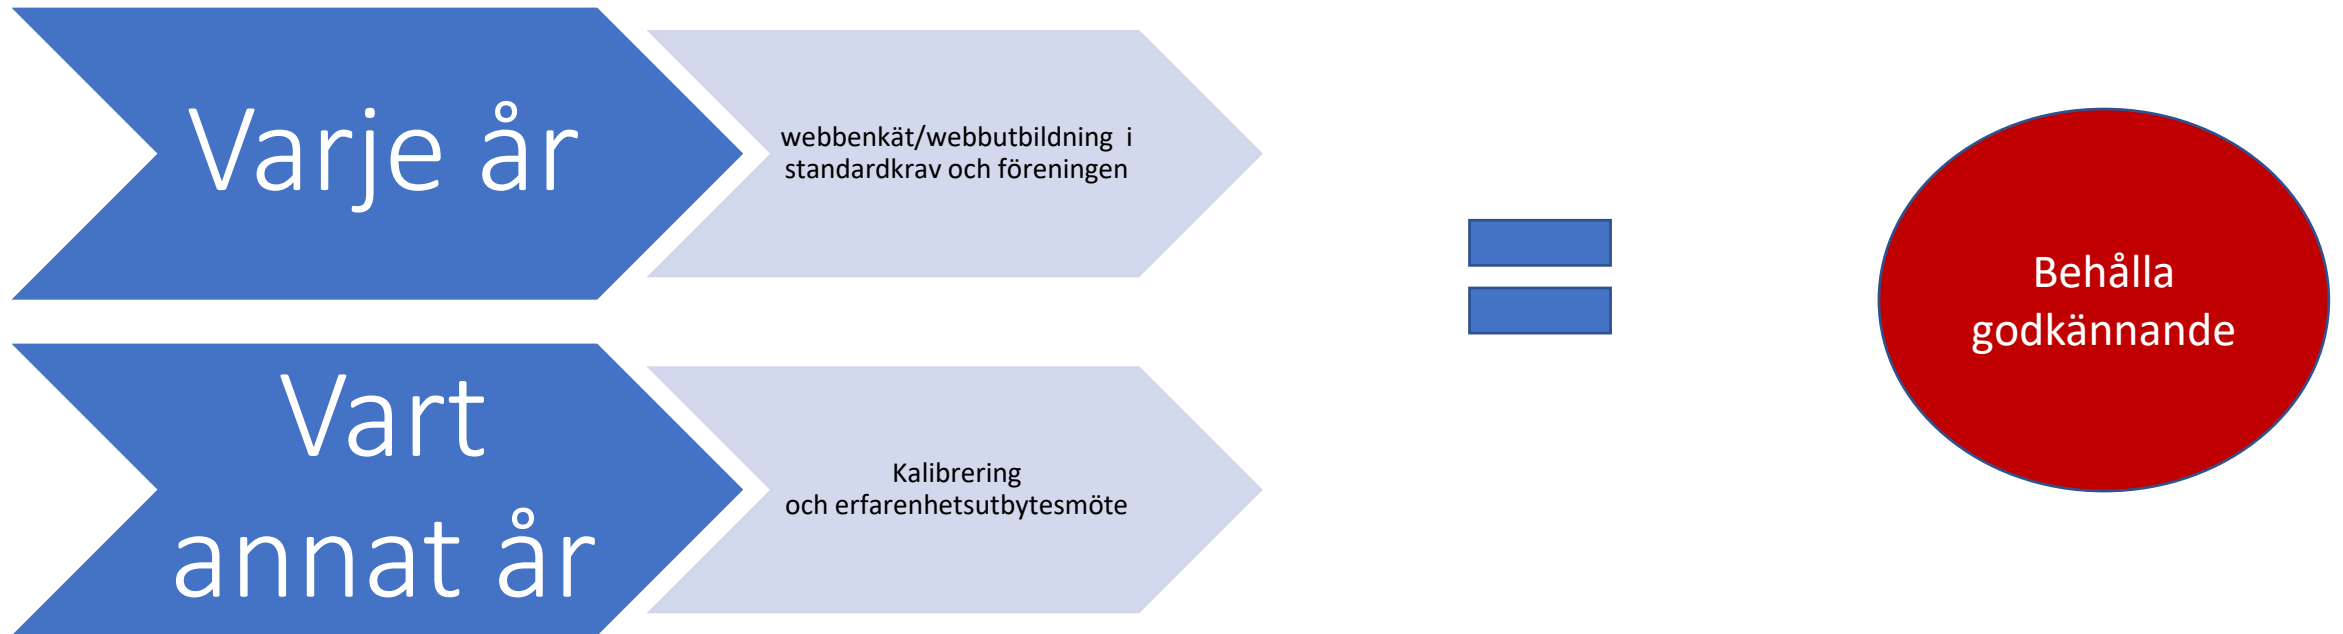 Varje år
webbenkät/webbutbildning  i
standardkrav och föreningen
Vart
annat år
Kalibrering
och erfarenhetsutbytesmöte
Behålla
godkännande